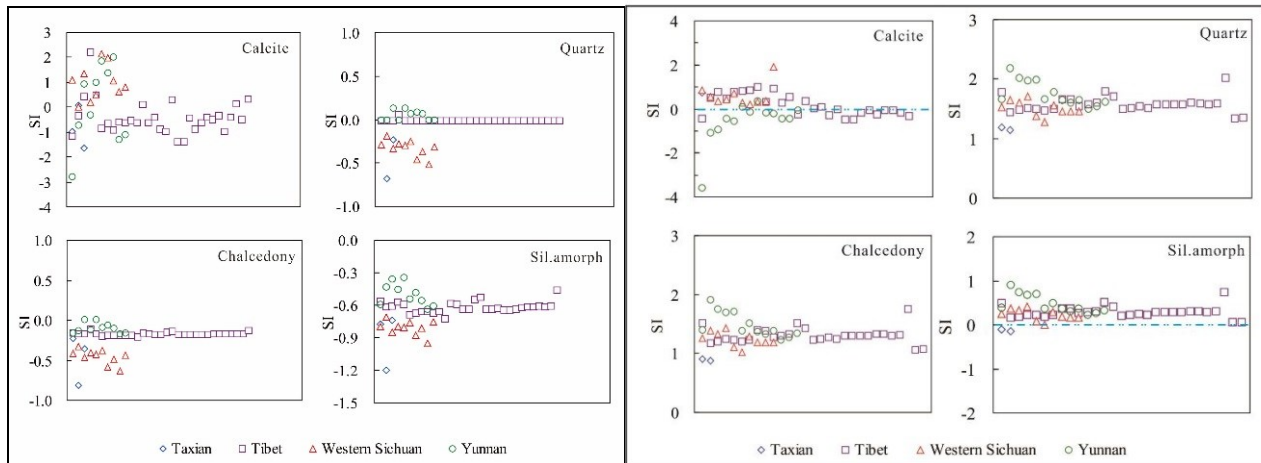 Calcite
3
2
1
0
-1
-2
-3
-4
SI
Quartz
1.0
0.5
0.0
-0.5
-1.0
SI
Chalcedony
1.0
0.5
0.0
-0.5
-1.0
SI
Sil.amorph
0.0
-0.3
-0.6
-0.9
-1.2
-1.5
SI
Taxian Tibet Western Sichuan Yunnan
Calcite
4
2
0
-2
-4
SI
Quartz
3
2
1
0
SI
Chalcedony
3
2
1
0
SI
Sil.amorph
2
1
0
-1
-2
SI
Taxian Tibet Western Sichuan Yunnan